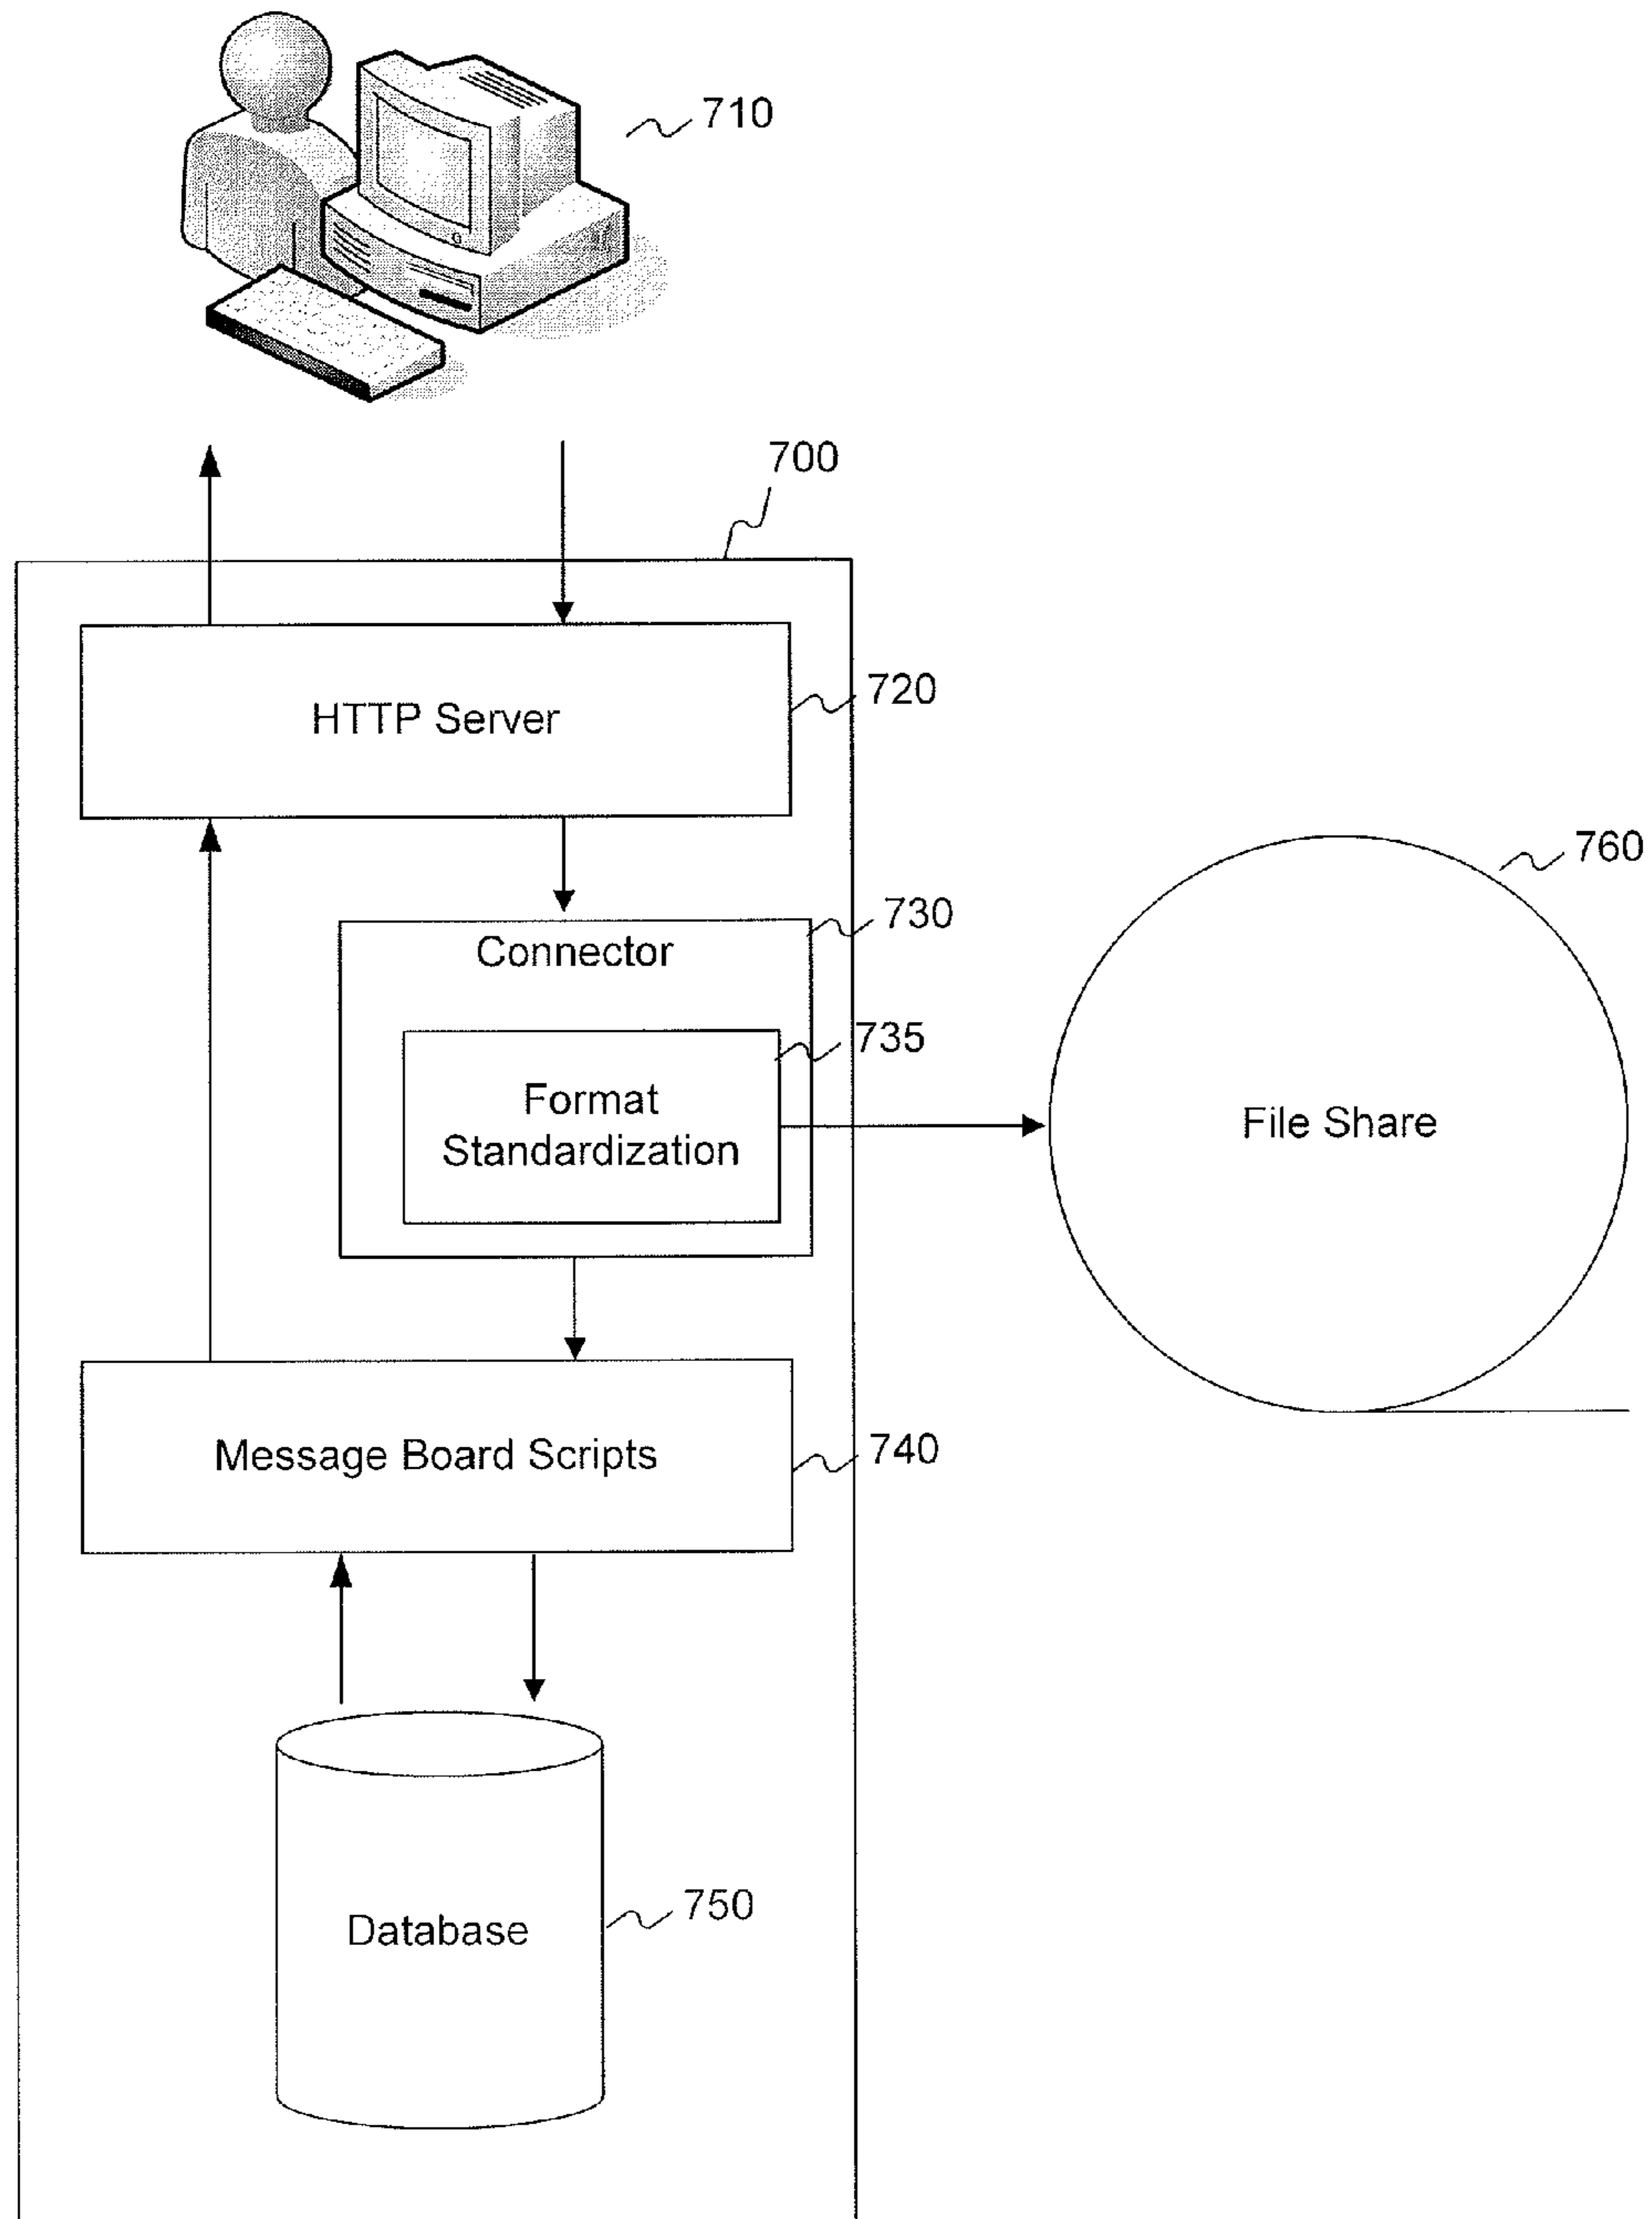 710
700
720
HTTP Server
760
730
Connector
735
Format
Standardization
File Share
740
Message Board Scripts
750
Database